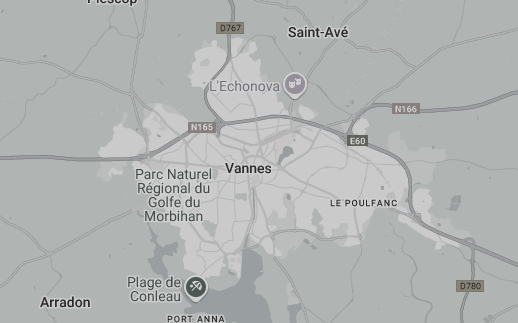 Plescop
D767
Saint-Avé
L'Echonova
N166
N165
E60
Vannes
Parc Naturel
Régional du
Golfe du
Morbihan
LE POULFANC
Plage de
Conleau
D780
Arradon
PORT ANNA